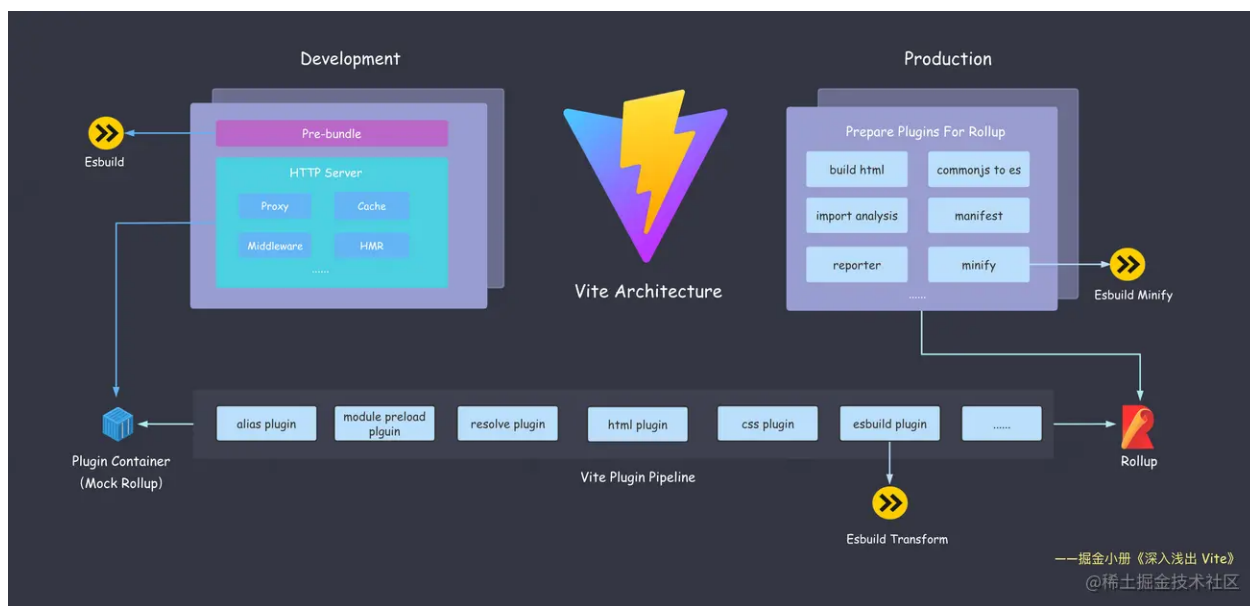 Development
Production
Esbuild
Pre-bundle
HTTP Server
Proxy
Cache
Middleware
HMR
......
Vite Architecture
Prepare Plugins For Rollup
build html
commonjs to es
import analysis
manifest
reporter
minify
......
Esbuild Minify
alias plugin
module preload
plguin
resolve plugin
html plugin
css plugin
esbuild plugin
......
Plugin Container
(Mock Rollup)
Vite Plugin Pipeline
Rollup
Esbuild Transform
——掘金小册《深入浅出 Vite》
@稀土掘金技术社区